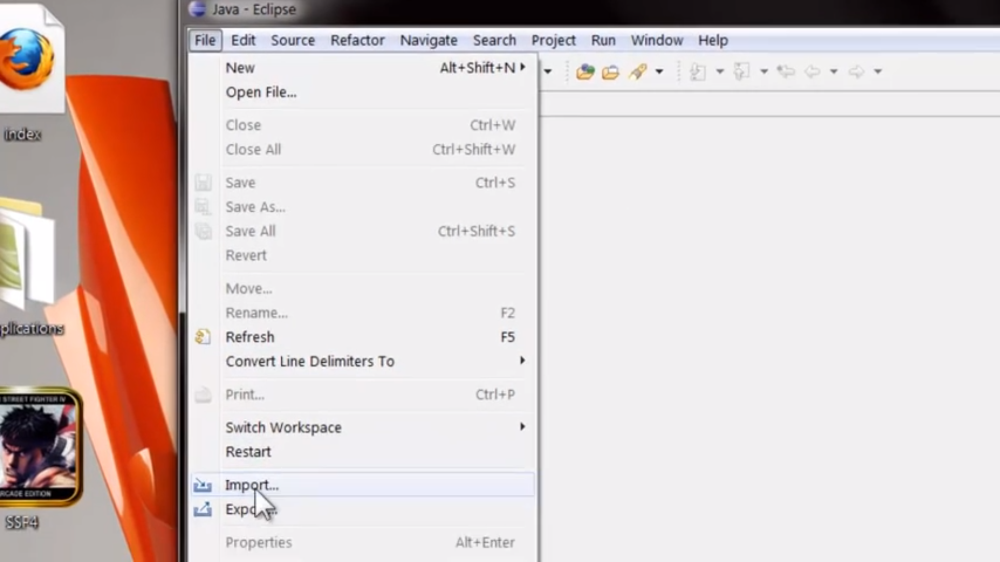 Java - Eclipse
File Edit Source Refactor Navigate Search Project Run Window Help
New Alt+Shift+N
Open File...
Close Ctrl+W
Close All Ctrl+Shift+W
Save Ctrl+S
Save As...
Save All Ctrl+Shift+S
Revert
Move...
Rename... F2
Refresh F5
Convert Line Delimiters To
Print... Ctrl+P
Switch Workspace
Restart
Import...
Expo
Properties Alt+Enter
index
plications
STREET FIGHTER IV
RCADE EDITION
SSF4